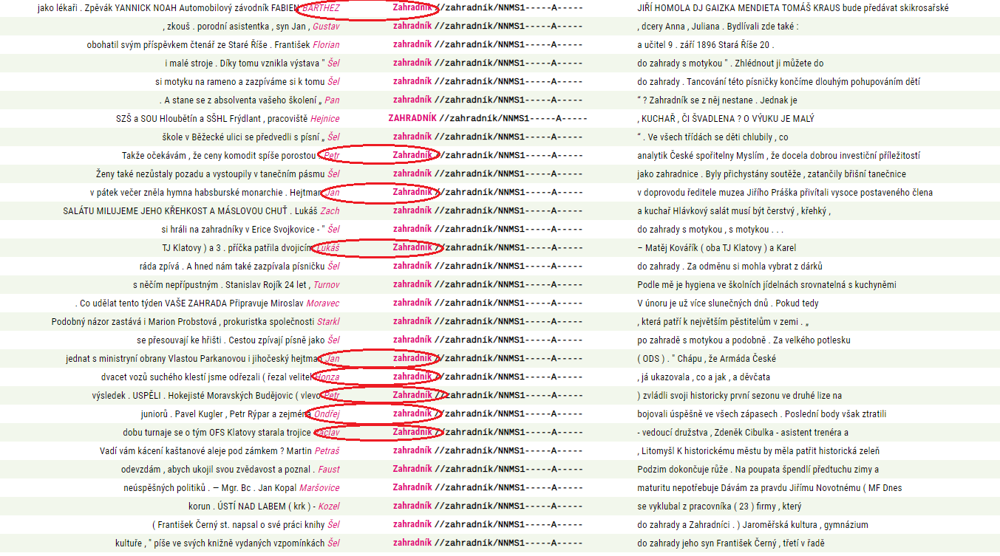 jako lékaři . Zpěvák YANNICK NOAH Automobilový závodník FABIEN BARTHEZ Zahradník //zahradník/NNMS1-----A----- JIŘÍ HOMOLA DJ GAIZKA MENDIETA TOMÁŠ KRAUS bude předávat skikrosařské
, zkouš . porodní asistentka , syn Jan , Gustav zahradník //zahradník/NNMS1-----A----- , dcery Anna , Juliana . Bydlívali zde také :
obohatil svým příspěvkem čtenář ze Staré Říše . František Florian zahradník //zahradník/NNMS1-----A----- a učitel 9 . září 1896 Stará Říše 20 .
i malé stroje . Díky tomu vznikla výstava " Šel zahradník //zahradník/NNMS1-----A----- do zahrady s motykou " . Zhlédnout ji můžete do
si motyku na rameno a zazpíváme si k tomu Šel zahradník //zahradník/NNMS1-----A----- do zahrady . Tancování této písničky končíme dlouhým pohupováním dětí
. A stane se z absolventa vašeho školení „ Pan zahradník //zahradník/NNMS1-----A----- “ ? Zahradník se z něj nestane . Jednak je
SZŠ a SOU Hloubětín a SŠHL Frýdlant , pracoviště Hejnice ZAHRADNÍK //zahradník/NNMS1-----A----- , KUCHAŘ , ČI ŠVADLENA ? O VÝUKU JE MALÝ
škole v Běžecké ulici se předvedli s písní „ Šel zahradník //zahradník/NNMS1-----A----- “ . Ve všech třídách se děti chlubily , co
Takže očekávám , že ceny komodit spíše porostou . Petr Zahradník //zahradník/NNMS1-----A----- analytik České spořitelny Myslím , že docela dobrou investiční příležitostí
Ženy také nezůstaly pozadu a vystoupily v tanečním pásmu Šel zahradník //zahradník/NNMS1-----A----- jako zahradnice . Byly přichystány soutěže , zatančily břišní tanečnice
v pátek večer zněla hymna habsburské monarchie . Hejtman Jan Zahradník //zahradník/NNMS1-----A----- v doprovodu ředitele muzea Jiřího Práška přivítali vysoce postaveného člena
SALÁTU MILUJEME JEHO KŘEHKOST A MÁSLOVOU CHUŤ . Lukáš Zach zahradník //zahradník/NNMS1-----A----- a kuchař Hlávkový salát musí být čerstvý , křehký ,
si hráli na zahradníky v Erice Svojkovice - " Šel zahradník //zahradník/NNMS1-----A----- do zahrady s motykou , s motykou . . .
TJ Klatovy ) a 3 . příčka patřila dvojicím Lukáš Zahradník //zahradník/NNMS1-----A----- – Matěj Kovářík ( oba TJ Klatovy ) a Karel
ráda zpívá . A hned nám také zazpívala písničku Šel zahradník //zahradník/NNMS1-----A----- do zahrady . Za odměnu si mohla vybrat z dárků
s něčím nepřípustným . Stanislav Rojík 24 let , Turnov zahradník //zahradník/NNMS1-----A----- Podle mě je hygiena ve školních jídelnách srovnatelná s kuchyněmi
. Co udělat tento týden VAŠE ZAHRADA Připravuje Miroslav Moravec zahradník //zahradník/NNMS1-----A----- V únoru je už více slunečných dnů . Pokud tedy
Podobný názor zastává i Marion Probstová , prokuristka společnosti Starkl zahradník //zahradník/NNMS1-----A----- , která patří k největším pěstitelům v zemi . „
se přesouvají ke hřišti . Cestou zpívají písně jako Šel zahradník //zahradník/NNMS1-----A----- po zahradě s motykou a podobně . Za velkého potlesku
jednat s ministryní obrany Vlastou Parkanovou i jihočeský hejtman Jan zahradník //zahradník/NNMS1-----A----- ( ODS ) . " Chápu , že Armáda České
dvacet vozů suchého klestí jsme odřezali ( řezal velitel Honza zahradník //zahradník/NNMS1-----A----- , já ukazovala , co a jak , a děvčata
výsledek . USPĚLI . Hokejisté Moravských Budějovic ( vlevo Petr Zahradník //zahradník/NNMS1-----A----- ) zvládli svoji historicky první sezonu ve druhé lize na
juniorů . Pavel Kugler , Petr Rýpar a zejména Ondřej zahradník //zahradník/NNMS1-----A----- bojovali úspěšně ve všech zápasech . Poslední body však ztratili
dobu turnaje se o tým OFS Klatovy starala trojice Václav Zahradník //zahradník/NNMS1-----A----- - vedoucí družstva , Zdeněk Cibulka - asistent trenéra a
Vadí vám kácení kaštanové aleje pod zámkem ? Martin Petraš zahradník //zahradník/NNMS1-----A----- , Litomyšl K historickému městu by měla patřit historická zeleň
odevzdám , abych ukojil svou zvědavost a poznal . Faust Zahradník //zahradník/NNMS1-----A----- Podzim dokončuje růže . Na poupata špendlí předtuchu zimy a
neúspěšných politiků . — Mgr. Bc . Jan Kopal Maršovice Zahradník //zahradník/NNMS1-----A----- maturitu nepotřebuje Dávám za pravdu Jiřímu Novotnému ( MF Dnes
korun . ÚSTÍ NAD LABEM ( krk ) - Kozel zahradník //zahradník/NNMS1-----A----- se vyklubal z pracovníka ( 23 ) firmy , který
( František Černý st. napsal o své práci knihy Šel zahradník //zahradník/NNMS1-----A----- do zahrady a Zahradníci . ) Jaroměřská kultura , gymnázium
kultuře , " píše ve svých knižně vydaných vzpomínkách Šel zahradník //zahradník/NNMS1-----A----- do zahrady jeho syn František Černý , třetí v řadě